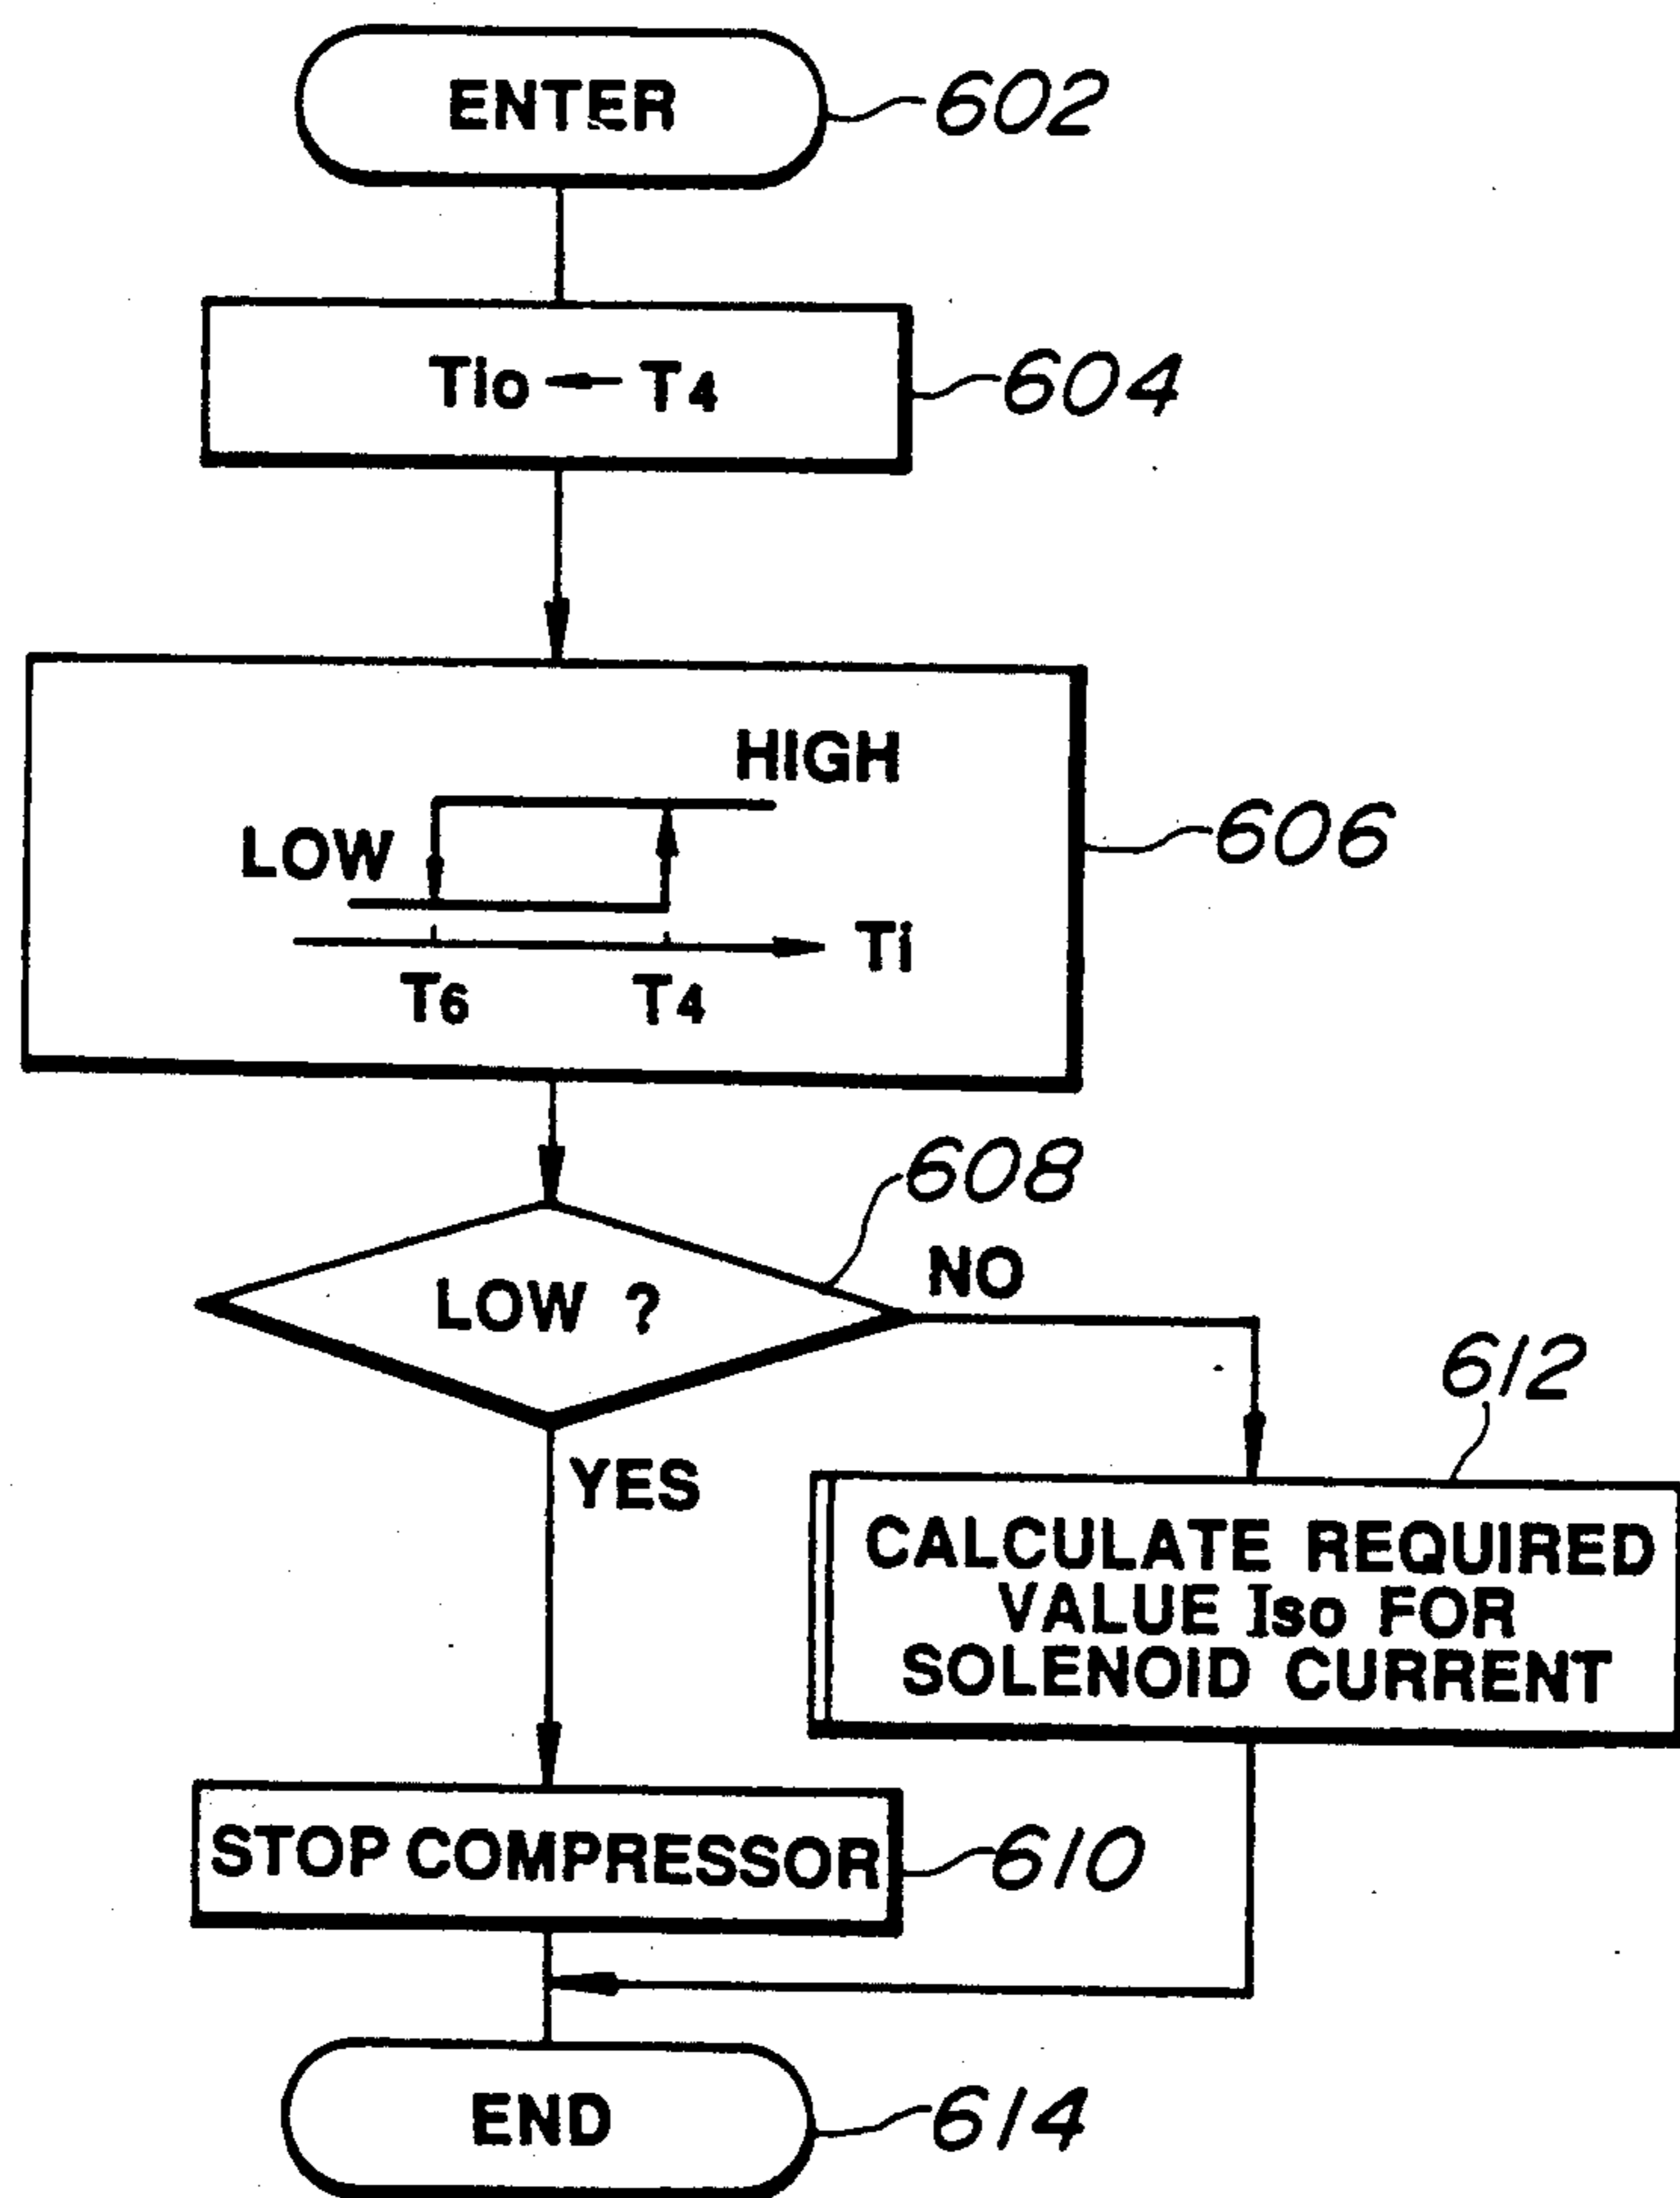 ENTER
602
Tio ← T4
604
HIGH
LOW
606
Ti
T6 T4
608
LOW ?
NO
612
YES
CALCULATE REQUIRED
VALUE Iso FOR
SOLENOID CURRENT
STOP COMPRESSOR
610
END
614